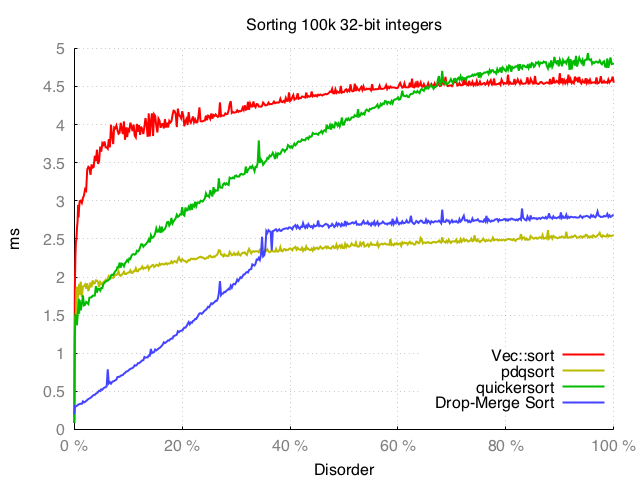 Sorting 100k 32-bit integers
5
4.5
4
3.5
3
2.5
2
1.5
1
0.5
0
ms
Vec::sort
pdqsort
quickersort
Drop-Merge Sort
0 % 20 % 40 % 60 % 80 % 100 %
Disorder